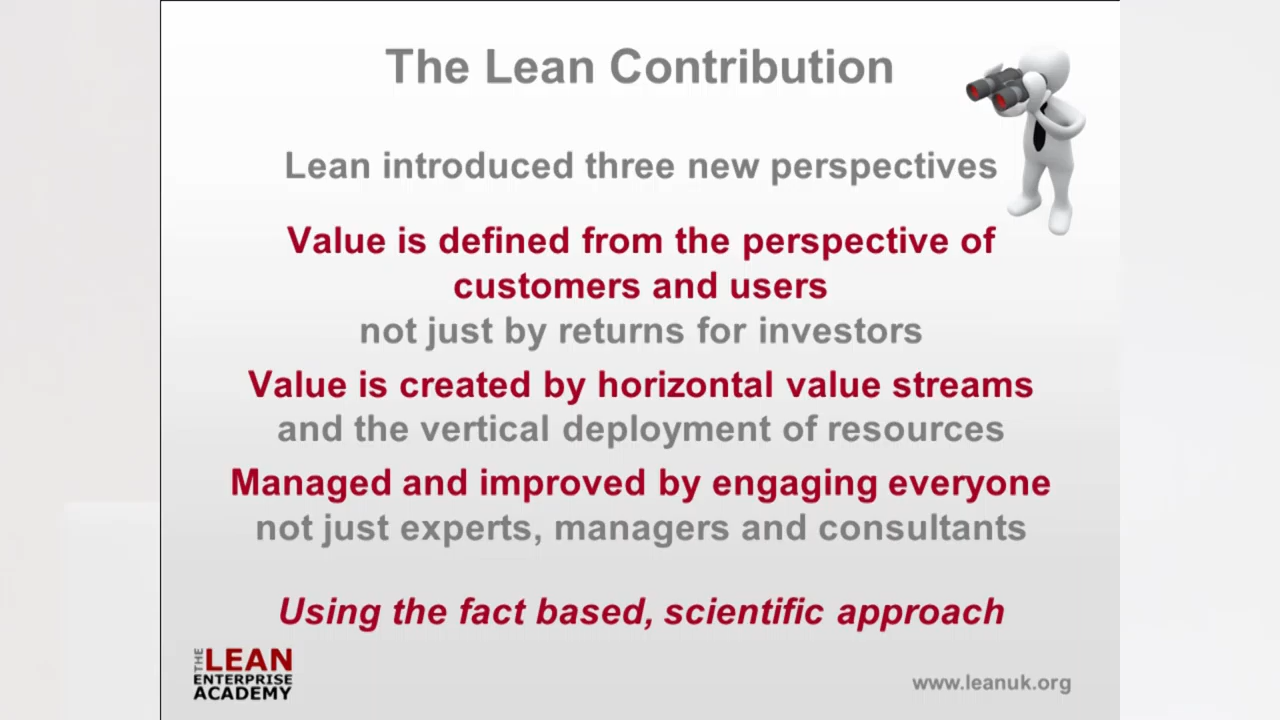 The Lean Contribution
Lean introduced three new perspectives
Value is defined from the perspective of
customers and users
not just by returns for investors
Value is created by horizontal value streams
and the vertical deployment of resources
Managed and improved by engaging everyone
not just experts, managers and consultants
Using the fact based, scientific approach
THE LEAN
ENTERPRISE
ACADEMY
www.leanuk.org